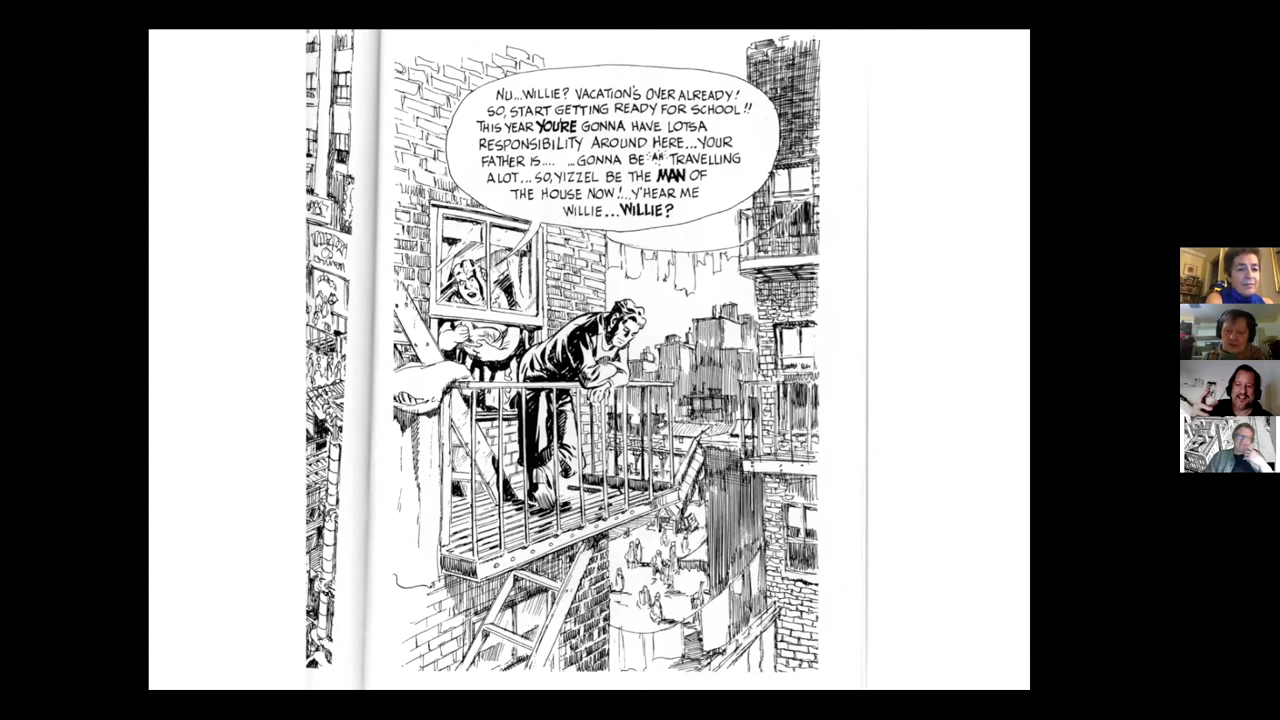 NU...WILLIE? VACATION'S OVER ALREADY!
SO, START GETTING READY FOR SCHOOL!!
THIS YEAR YOU'RE GONNA HAVE LOTSA
RESPONSIBILITY AROUND HERE...YOUR
FATHER IS.... ...GONNA BE AH TRAVELLING
A LOT...SO, YIZZEL BE THE MAN OF
THE HOUSE NOW!...Y'HEAR ME
WILLIE...WILLIE?